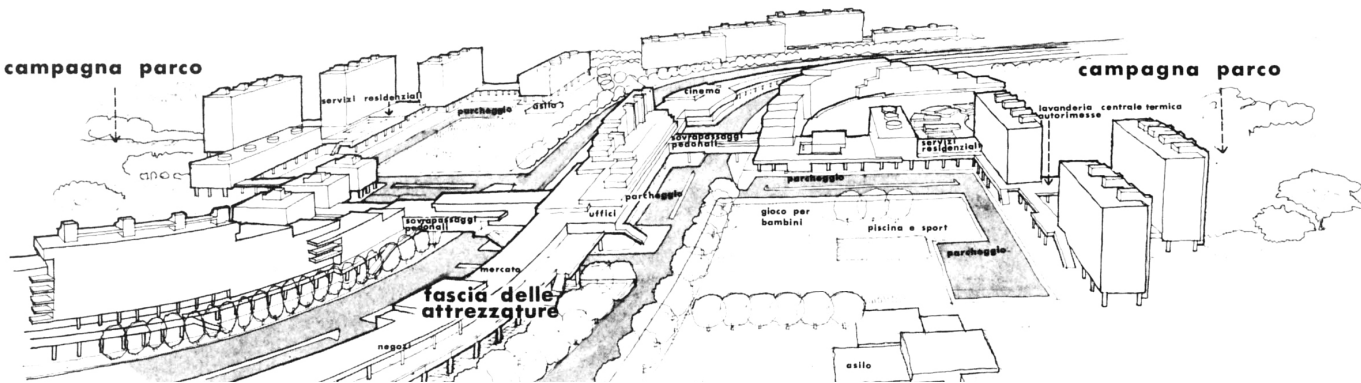 campagna parco
servizi residenziali
parcheggio
asilo
cinema
campagna parco
lavanderia centrale termica
autorimesse
sovrapassaggi
pedonali
servizi
residenziale
parcheggio
parcheggio
uffici
gioco per
bambini
piscina e sport
sovrapassaggi
pedonali
parcheggio
mercato
fascia delle
attrezzature
negozi
asilo